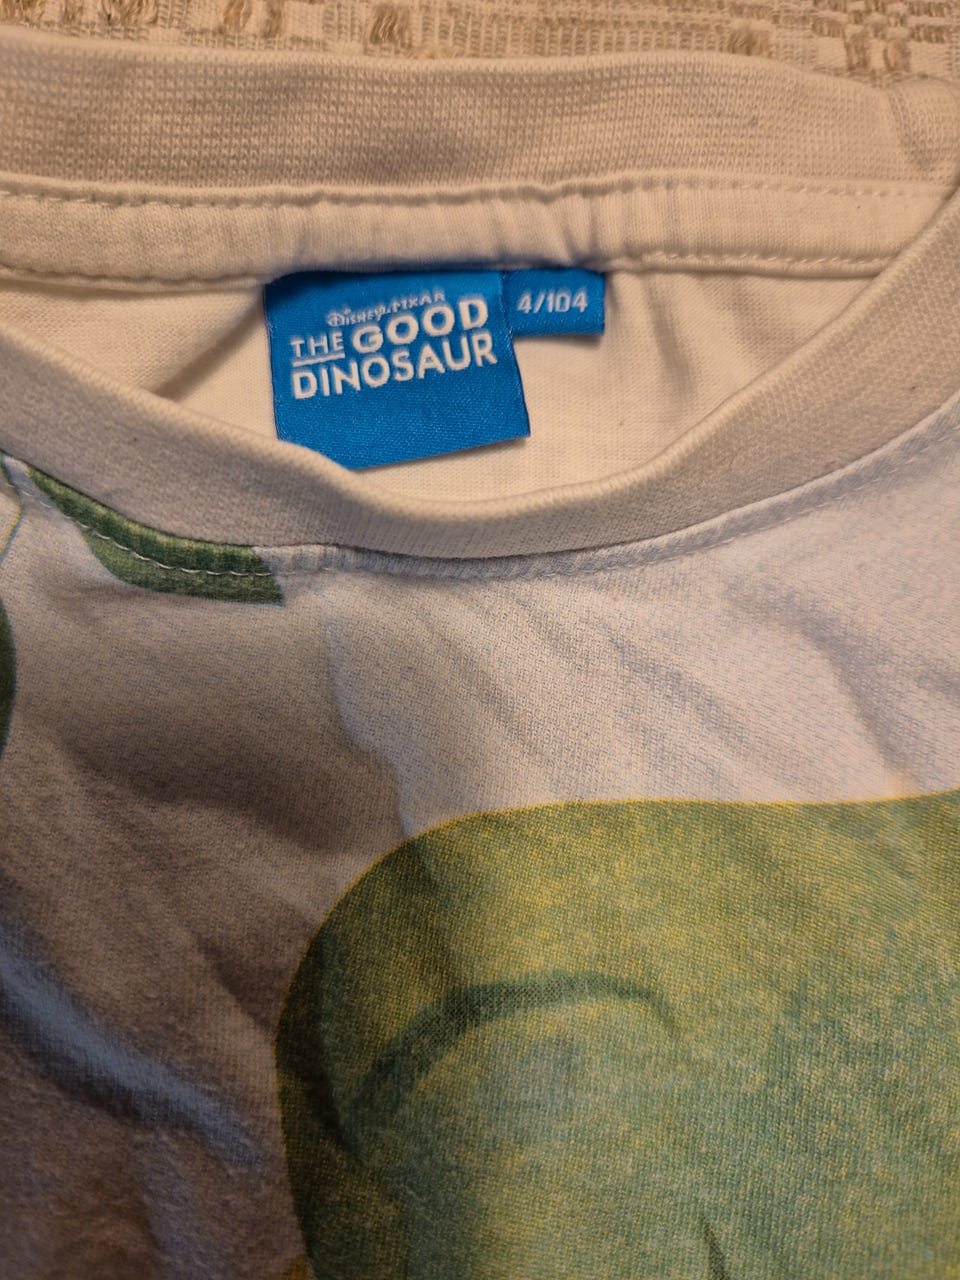 Disney·PIXAR
THE GOOD
DINOSAUR
4/104